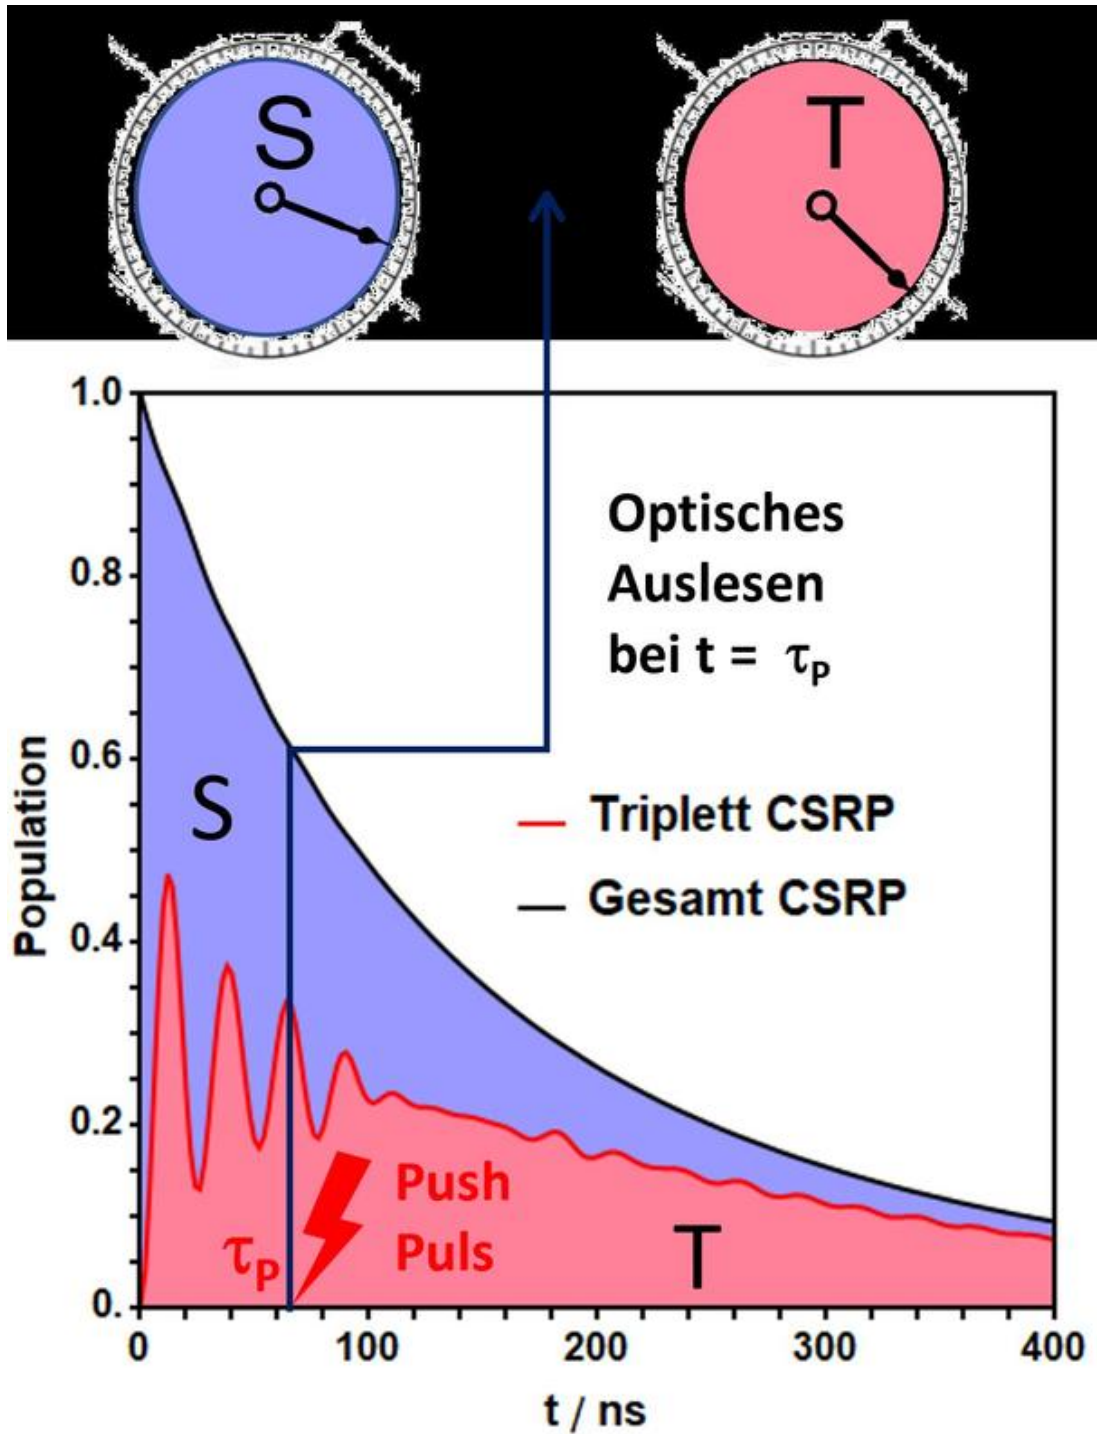 S
T
1.0
0.8
0.6
0.4
0.2
0.
Population
Optisches
Auslesen
bei t = τP
S
Triplett CSRP
Gesamt CSRP
Push
Puls
τP
T
0
100
200
300
400
t / ns